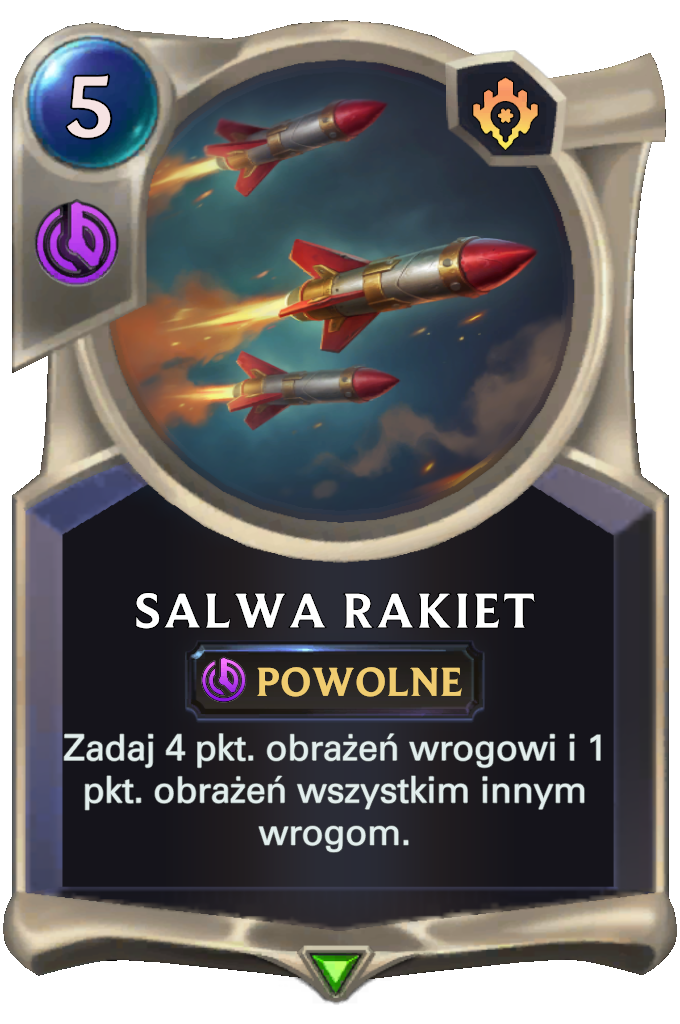 5
SALWA RAKIET
POWOLNE
Zadaj 4 pkt. obrażeń wrogowi i 1
pkt. obrażeń wszystkim innym
wrogom.